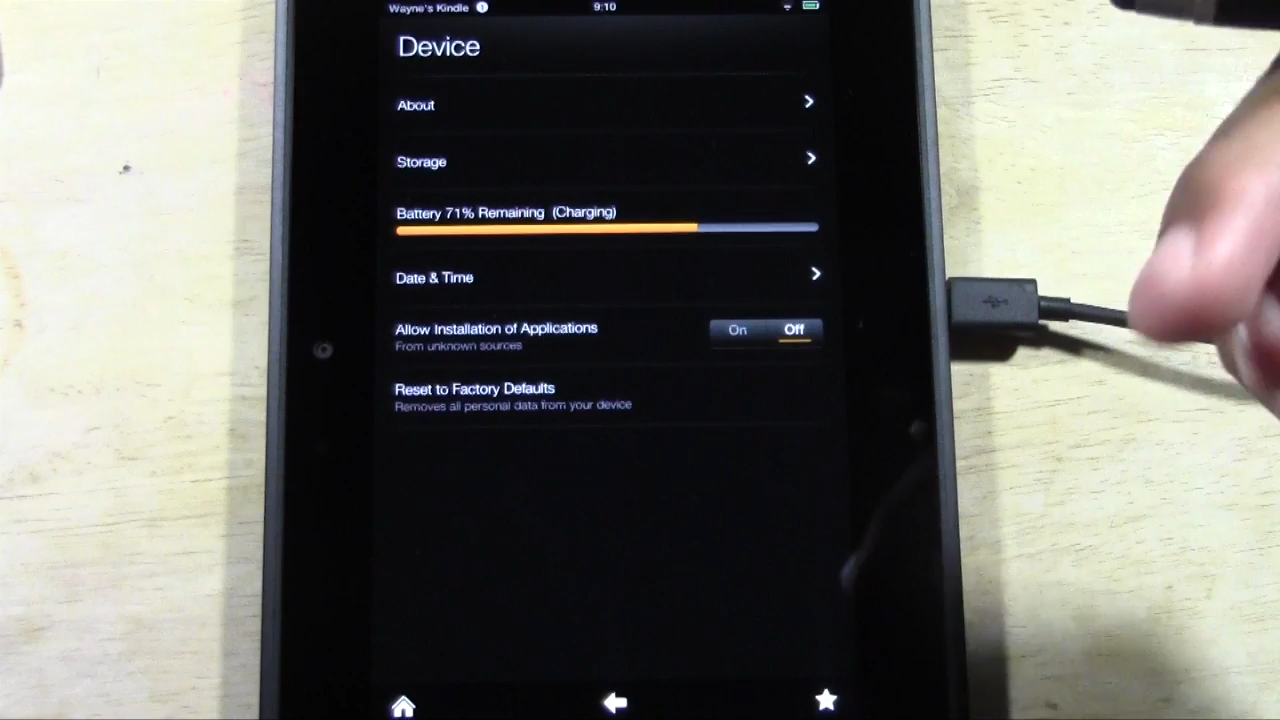 Wayne's Kindle 1 9:10
Device
About
Storage
Battery 71% Remaining (Charging)
Date & Time
Allow Installation of Applications On Off
From unknown sources
Reset to Factory Defaults
Removes all personal data from your device